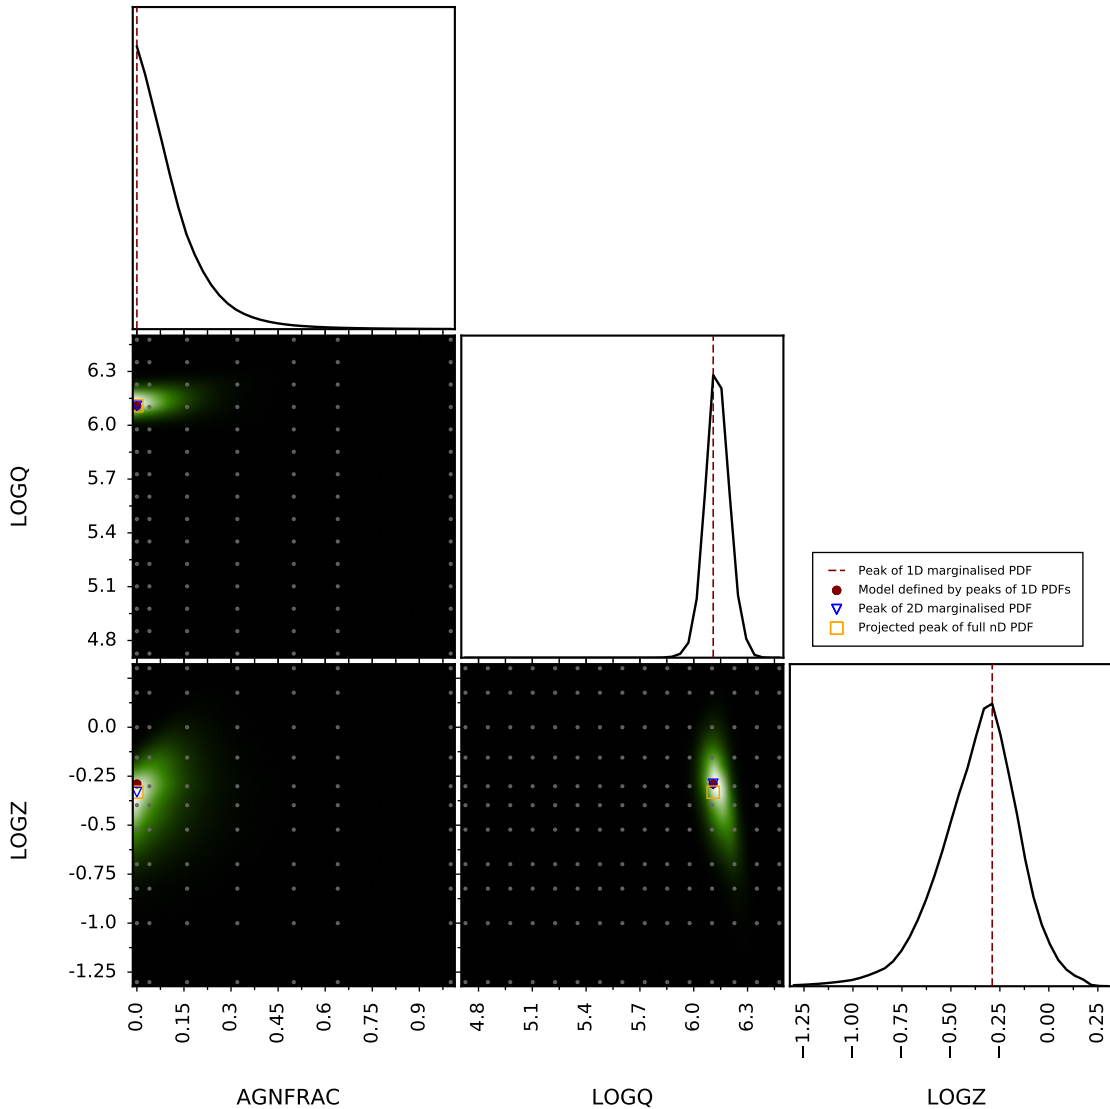 6.3
6.0
5.7
5.4
5.1
4.8
LOGQ
Peak of 1D marginalised PDF
Model defined by peaks of 1D PDFs
Peak of 2D marginalised PDF
Projected peak of full nD PDF
0.0
-0.25
-0.5
-0.75
-1.0
-1.25
LOGZ
0.0 0.15 0.3 0.45 0.6 0.75 0.9
4.8 5.1 5.4 5.7 6.0 6.3
−1.25 −1.00 −0.75 −0.50 −0.25 0.00 0.25
AGNFRAC LOGQ LOGZ